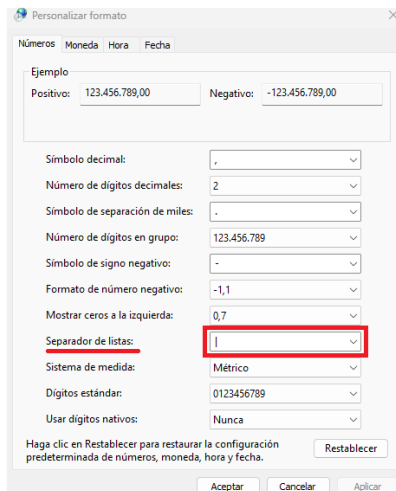 Personalizar formato
Números Moneda Hora Fecha
Ejemplo
Positivo: 123.456.789,00 Negativo: -123.456.789,00
Símbolo decimal: ,
Número de dígitos decimales: 2
Símbolo de separación de miles: .
Número de dígitos en grupo: 123.456.789
Símbolo de signo negativo: -
Formato de número negativo: -1,1
Mostrar ceros a la izquierda: 0,7
Separador de listas: |
Sistema de medida: Métrico
Dígitos estándar: 0123456789
Usar dígitos nativos: Nunca
Haga clic en Restablecer para restaurar la configuración
predeterminada de números, moneda, hora y fecha. Restablecer
Aceptar Cancelar Aplicar